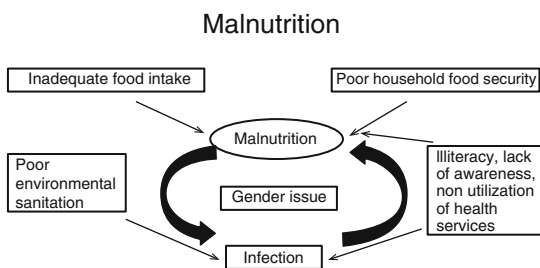 Malnutrition
Inadequate food intake
Poor household food security
Malnutrition
Poor
environmental
sanitation
Illiteracy, lack
of awareness,
non utilization
of health
services
Gender issue
Infection